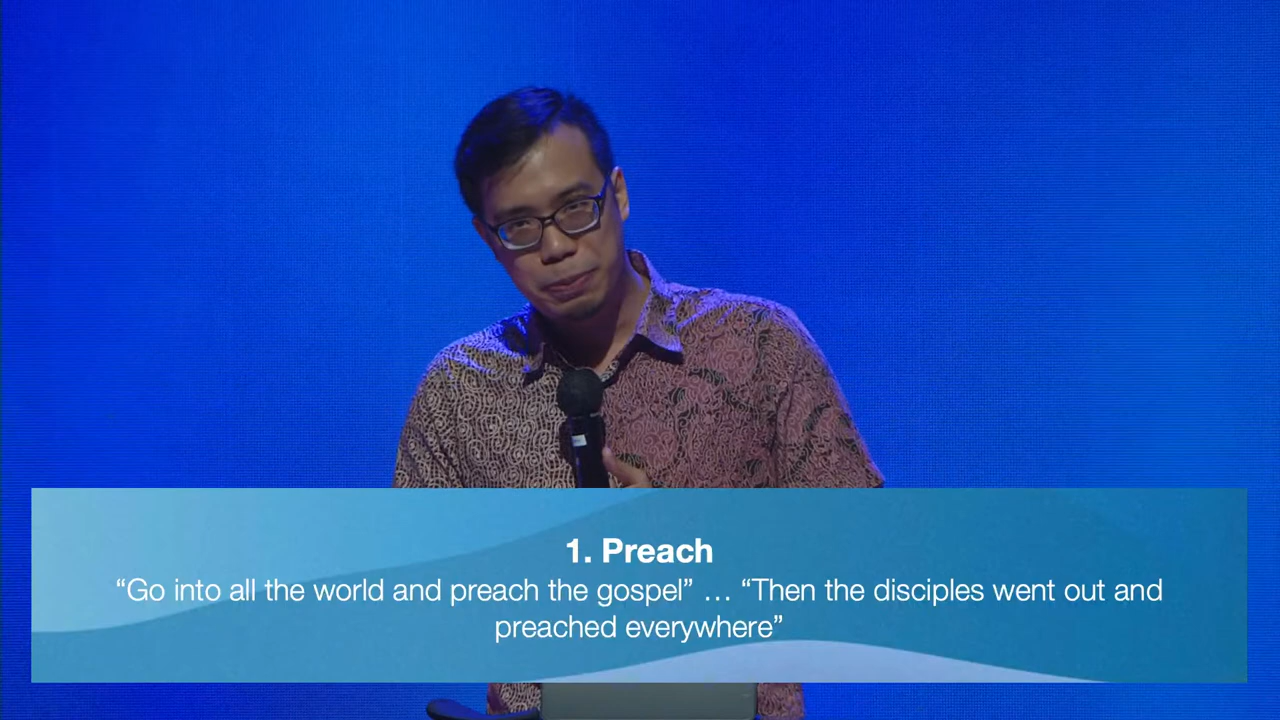 1. Preach
“Go into all the world and preach the gospel” … “Then the disciples went out and
preached everywhere”